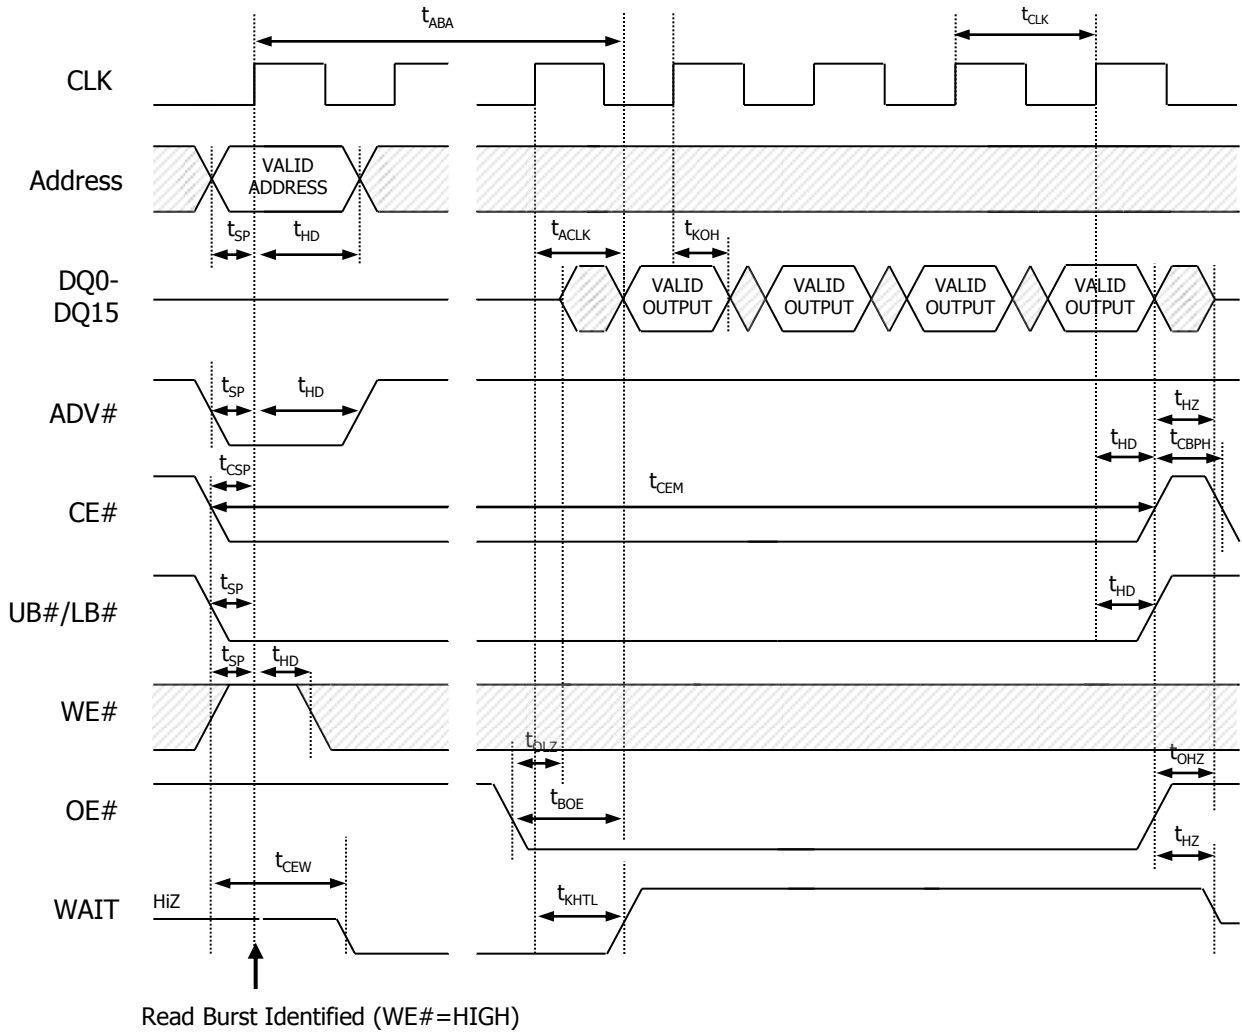 tABA
tCLK
CLK
Address
VALID
ADDRESS
tSP
tHD
tACLK
tKOH
DQ0-
DQ15
VALID
OUTPUT
VALID
OUTPUT
VALID
OUTPUT
VALID
OUTPUT
ADV#
tSP
tHD
tHZ
tHD
tCBPH
CE#
tCSP
tCEM
UB#/LB#
tSP
tHD
WE#
tSP
tHD
tOLZ
tOHZ
OE#
tBOE
tHZ
WAIT
HiZ
tCEW
tKHTL
Read Burst Identified (WE#=HIGH)